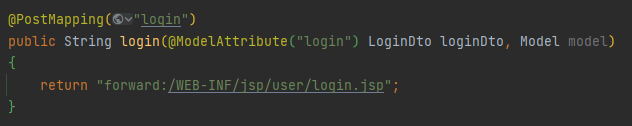 @PostMapping("login")
public String login(@ModelAttribute("login") LoginDto loginDto, Model model)
{
    return "forward:/WEB-INF/jsp/user/login.jsp";
}